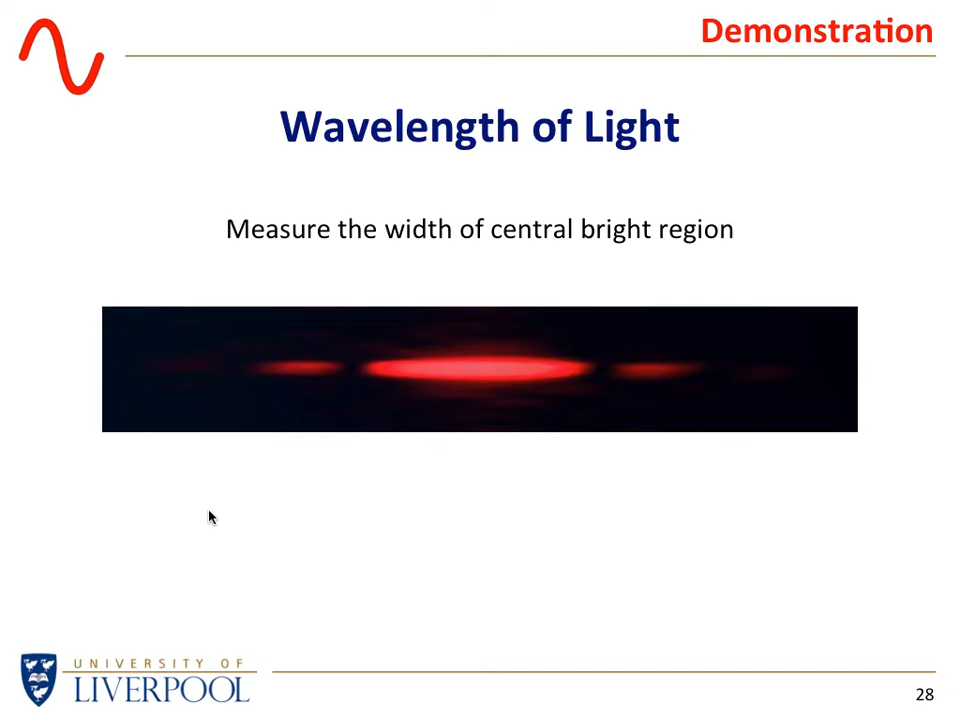 Demonstration
Wavelength of Light
Measure the width of central bright region
UNIVERSITY OF
LIVERPOOL
28